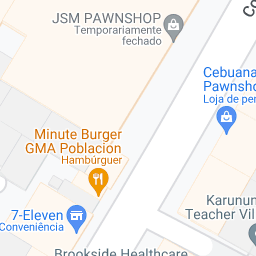 JSM PAWNSHOP
Temporariamente
fechado
Cebuana
Pawnsho
Loja de pe
Minute Burger
GMA Poblacion
Hambúrguer
7-Eleven
Conveniência
Karunun
Teacher Vil
Brookside Healthcare